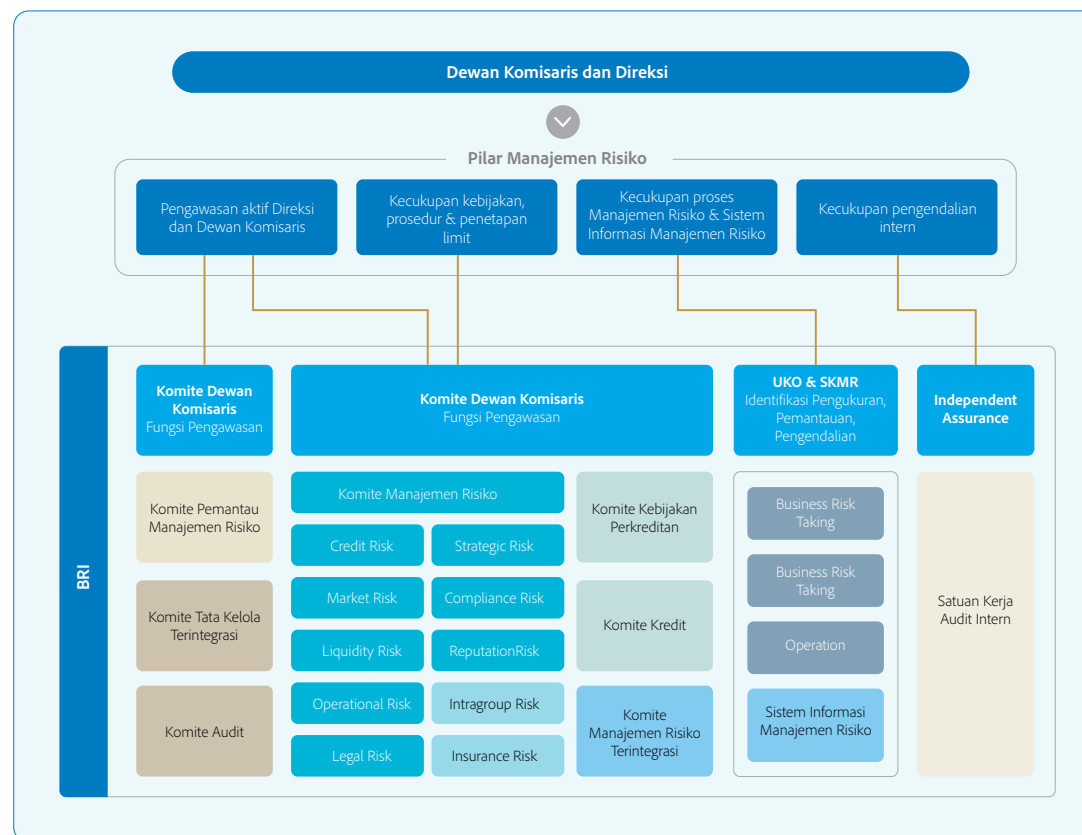 Dewan Komisaris dan Direksi
Pilar Manajemen Risiko
Pengawasan aktif Direksi
dan Dewan Komisaris
Kecukupan kebijakan,
prosedur & penetapan
limit
Kecukupan proses
Manajemen Risiko & Sistem
Informasi Manajemen Risiko
Kecukupan pengendalian
intern
BRI
Komite Dewan
Komisaris
Fungsi Pengawasan
Komite Pemantau
Manajemen Risiko
Komite Tata Kelola
Terintegrasi
Komite Audit
Komite Dewan Komisaris
Fungsi Pengawasan
Komite Manajemen Risiko
Credit Risk
Strategic Risk
Market Risk
Compliance Risk
Liquidity Risk
ReputationRisk
Operational Risk
Intragroup Risk
Legal Risk
Insurance Risk
Komite Kebijakan
Perkreditan
Komite Kredit
Komite
Manajemen Risiko
Terintegrasi
UKO & SKMR
Identifikasi Pengukuran,
Pemantauan,
Pengendalian
Business Risk
Taking
Business Risk
Taking
Operation
Sistem Informasi
Manajemen Risiko
Independent
Assurance
Satuan Kerja
Audit Intern